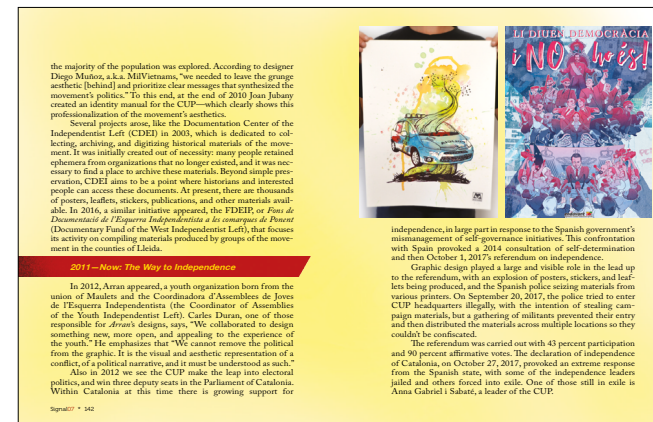 the majority of the population was explored. According to designer
Diego Muñoz, a.k.a. MilVietnams, "we needed to leave the grunge
aesthetic [behind] and prioritize clear messages that synthesized the
movement's politics." To this end, at the end of 2010 Joan Jubany
created an identity manual for the CUP—which clearly shows this
professionalization of the movement's aesthetics.
Several projects arose, like the Documentation Center of the
Independentist Left (CDEI) in 2003, which is dedicated to col-
lecting, archiving, and digitizing historical materials of the move-
ment. It was initially created out of necessity: many people retained
ephemera from organizations that no longer existed, and it was nec-
essary to find a place to archive these materials. Beyond simple pres-
ervation, CDEI aims to be a point where historians and interested
people can access these documents. At present, there are thousands
of posters, leaflets, stickers, publications, and other materials avail-
able. In 2016, a similar initiative appeared, the FDEIP, or Fons de
Documentació de l'Esquerra Independentista a les comarques de Ponent
(Documentary Fund of the West Independent Left), that focuses
its activity on compiling materials produced by groups of the move-
ment in the counties of Lleida.
2011—Now: The Way to Independence
In 2012, Arran appeared, a youth organization born from the
union of Maulets and the Coordinadora d'Assemblees de Joves
de l'Esquerra Independentista (the Coordinator of Assemblies
of the Youth Independentist Left). Carles Duran, one of those
responsible for Arran's designs, says, "We collaborated to design
something new, more open, and appealing to the experience of
the youth." He emphasizes that "We cannot remove the political
from the graphic. It is the visual and aesthetic representation of a
conflict, of a political narrative, and it must be understood as such."
Also in 2012 we see the CUP make the leap into electoral
politics, and win three deputy seats in the Parliament of Catalonia.
Within Catalonia at this time there is growing support for
Signal:07 • 142
LI DIUEN DEMOCRÀCIA
i NO ho és!
independence, in large part in response to the Spanish government's
mismanagement of self-governance initiatives. This confrontation
with Spain provoked a 2014 consultation of self-determination
and then October 1, 2017's referendum on independence.
Graphic design played a large and visible role in the lead up
to the referendum, with an explosion of posters, stickers, and leaf-
lets being produced, and the Spanish police seizing materials from
various printers. On September 20, 2017, the police tried to enter
CUP headquarters illegally, with the intention of stealing cam-
paign materials, but a gathering of militants prevented their entry
and then distributed the materials across multiple locations so they
couldn't be confiscated.
The referendum was carried out with 43 percent participation
and 90 percent affirmative votes. The declaration of independence
of Catalonia, on October 27, 2017, provoked an extreme response
from the Spanish state, with some of the independence leaders
jailed and others forced into exile. One of those still in exile is
Anna Gabriel i Sabaté, a leader of the CUP.